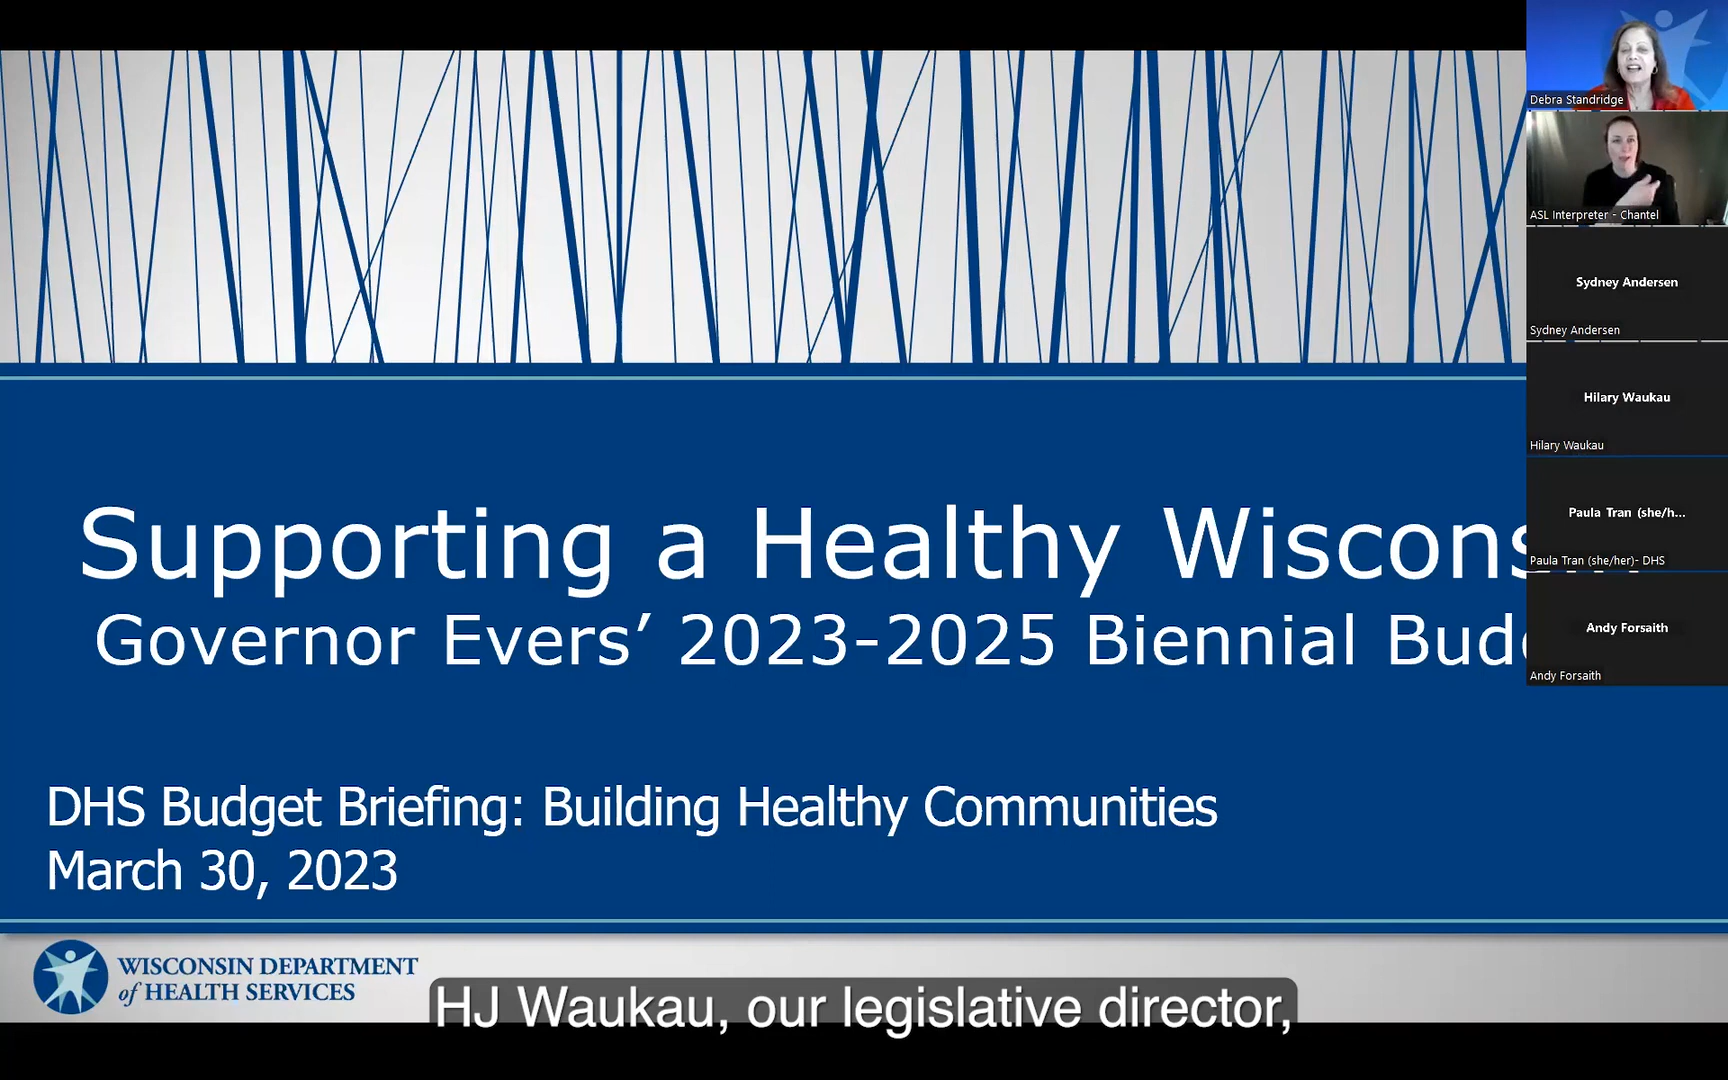 Supporting a Healthy Wiscons
Governor Evers’ 2023-2025 Biennial Bud
DHS Budget Briefing: Building Healthy Communities
March 30, 2023
WISCONSIN DEPARTMENT
of HEALTH SERVICES
HJ Waukau, our legislative director,
Debra Standridge
ASL Interpreter - Chantel
Sydney Andersen
Sydney Andersen
Hilary Waukau
Hilary Waukau
Paula Tran (she/h...
Paula Tran (she/her)- DHS
Andy Forsaith
Andy Forsaith